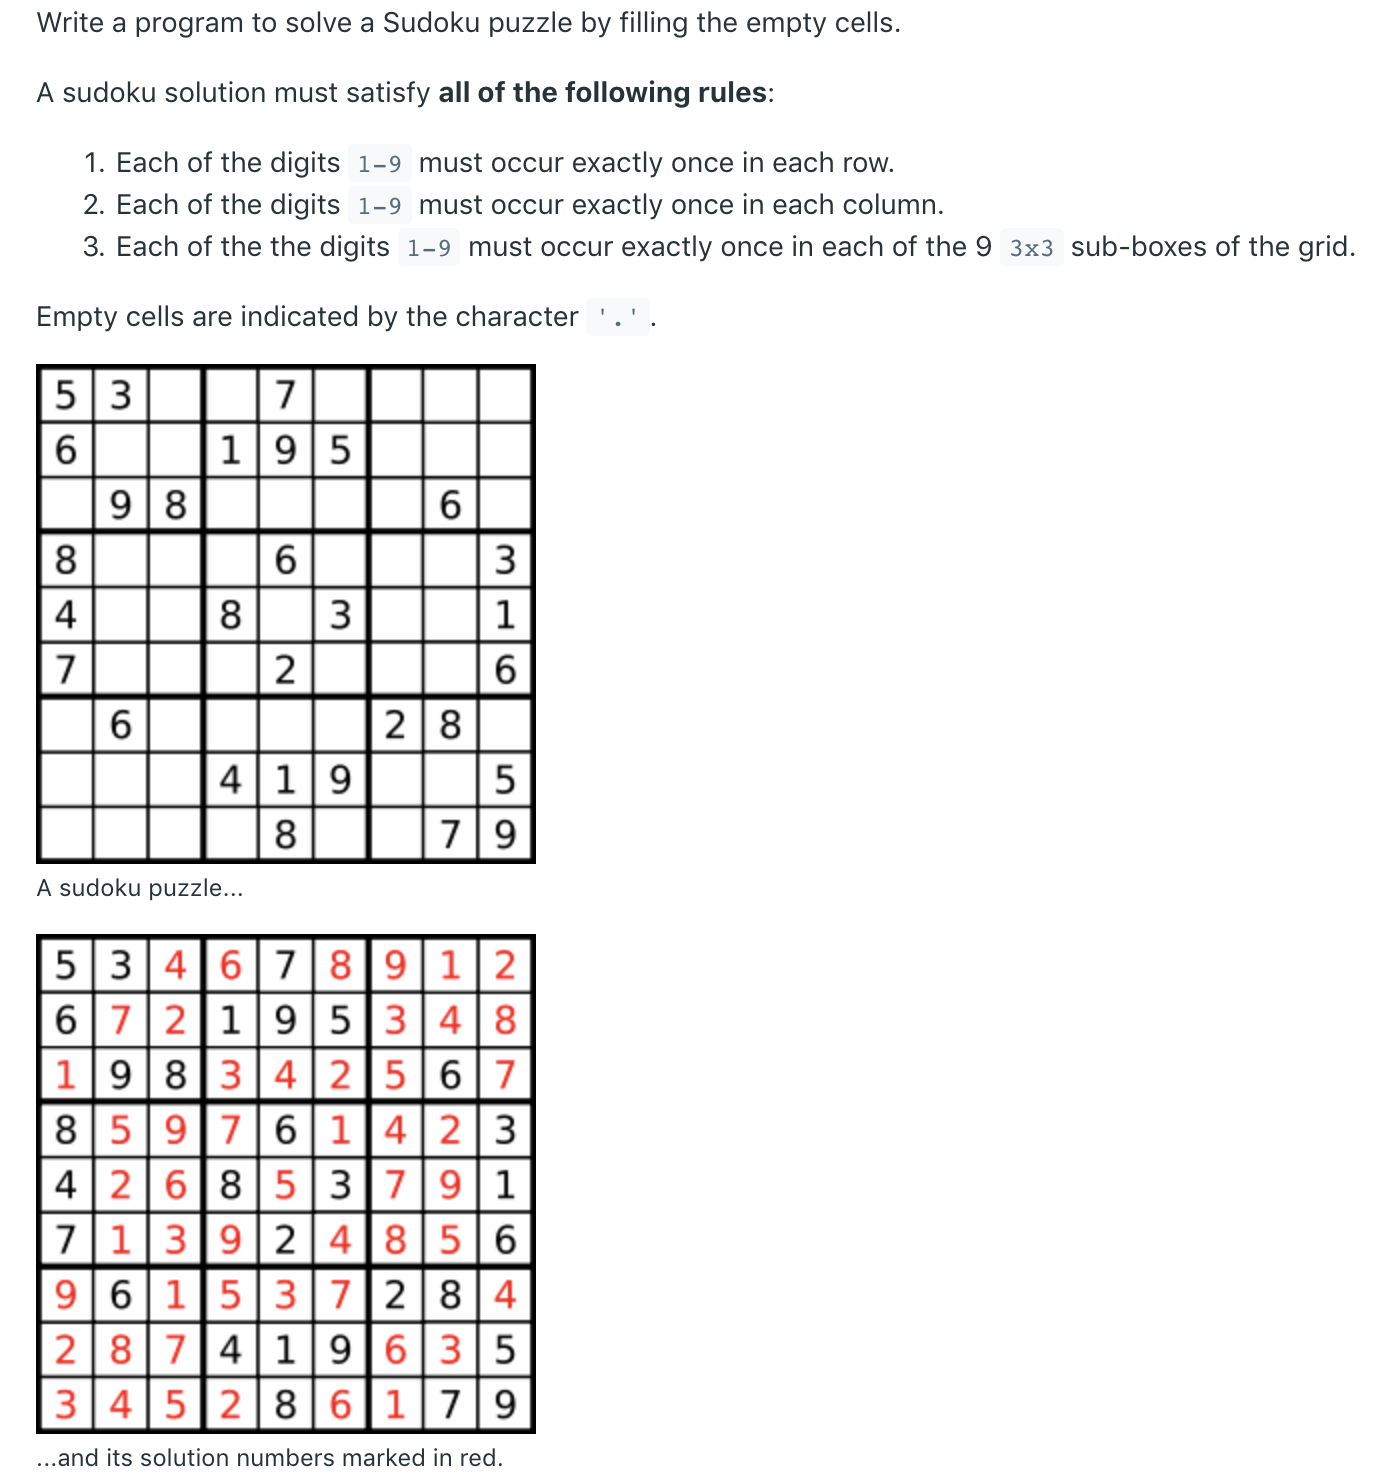 Write a program to solve a Sudoku puzzle by filling the empty cells.
A sudoku solution must satisfy all of the following rules:
1. Each of the digits 1-9 must occur exactly once in each row.
2. Each of the digits 1-9 must occur exactly once in each column.
3. Each of the the digits 1-9 must occur exactly once in each of the 9 3x3 sub-boxes of the grid.
Empty cells are indicated by the character '.'.
5 3 7
6 1 9 5
9 8 6
8 6 3
4 8 3 1
7 2 6
6 2 8
4 1 9 5
8 7 9
A sudoku puzzle...
5 3 4 6 7 8 9 1 2
6 7 2 1 9 5 3 4 8
1 9 8 3 4 2 5 6 7
8 5 9 7 6 1 4 2 3
4 2 6 8 5 3 7 9 1
7 1 3 9 2 4 8 5 6
9 6 1 5 3 7 2 8 4
2 8 7 4 1 9 6 3 5
3 4 5 2 8 6 1 7 9
...and its solution numbers marked in red.